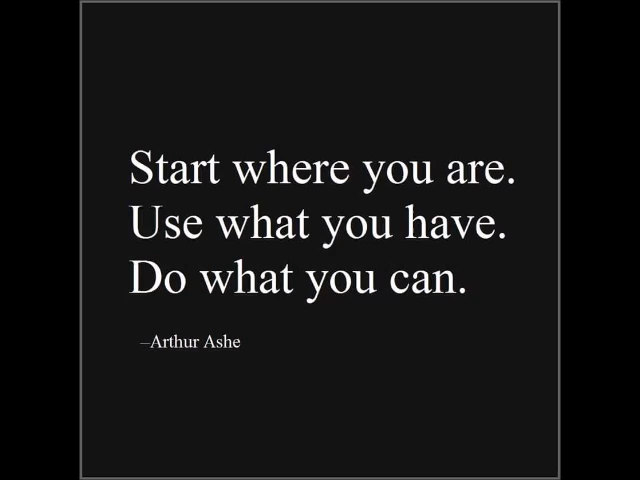 Start where you are.
Use what you have.
Do what you can.
–Arthur Ashe